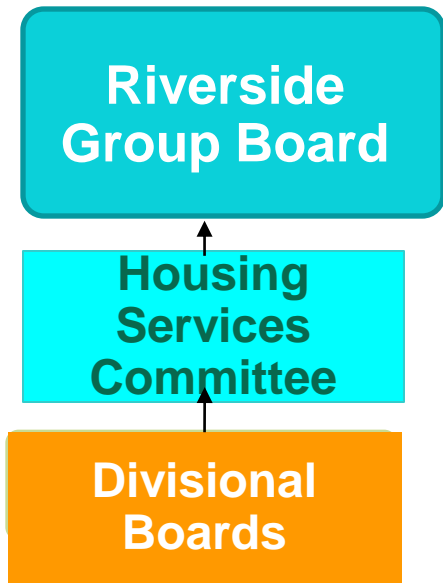 Riverside
Group Board
Housing
Services
Committee
Divisional
Boards